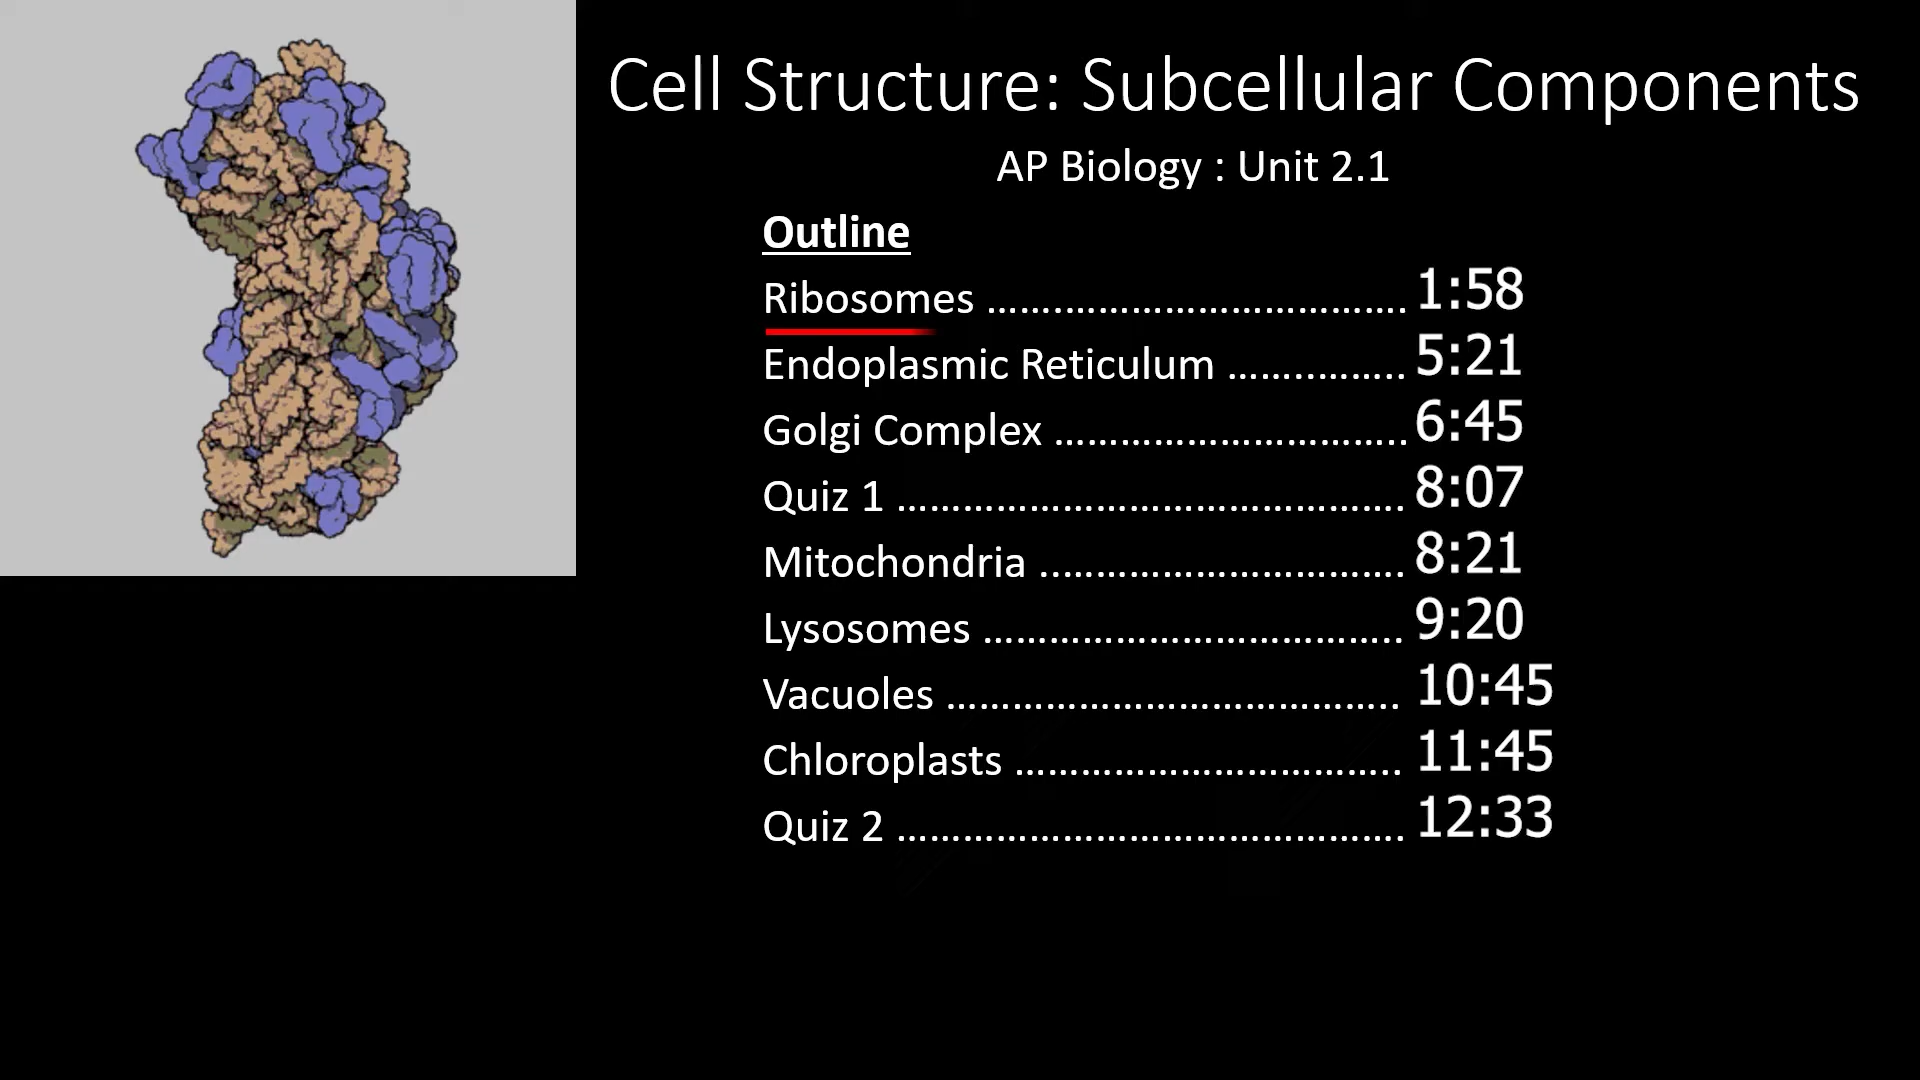 Cell Structure: Subcellular Components
AP Biology : Unit 2.1
Outline
Ribosomes ……………………………………. 1:58
Endoplasmic Reticulum ……………... 5:21
Golgi Complex …………………………….. 6:45
Quiz 1 ………………………………………. 8:07
Mitochondria ……………………………. 8:21
Lysosomes ……………………………….. 9:20
Vacuoles ………………………………….. 10:45
Chloroplasts …………………………….. 11:45
Quiz 2 ………………………………………. 12:33